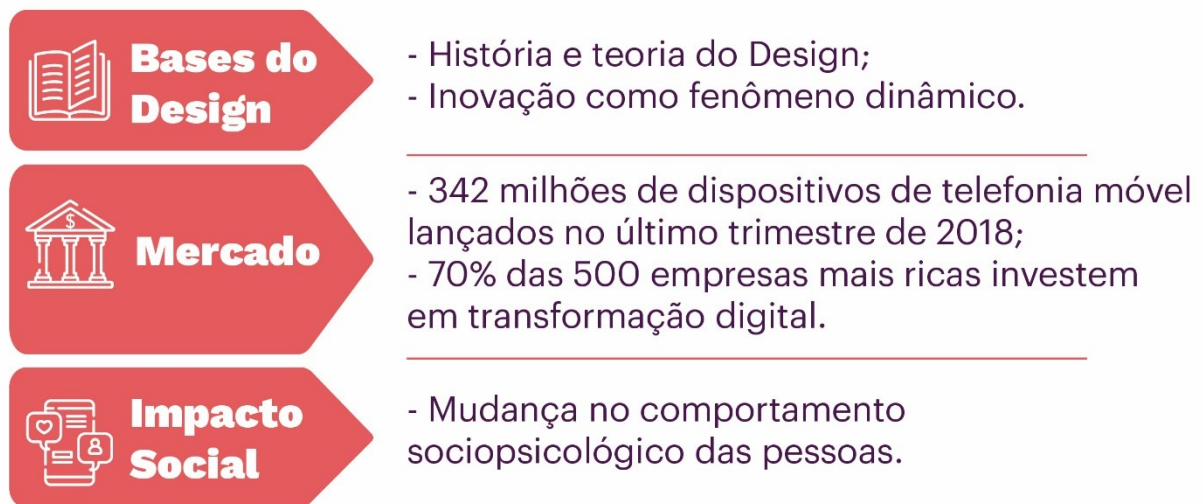 Bases do
Design
- História e teoria do Design;
- Inovação como fenômeno dinâmico.
$
Mercado
- 342 milhões de dispositivos de telefonia móvel
lançados no último trimestre de 2018;
- 70% das 500 empresas mais ricas investem
em transformação digital.
Impacto
Social
- Mudança no comportamento
sociopsicológico das pessoas.